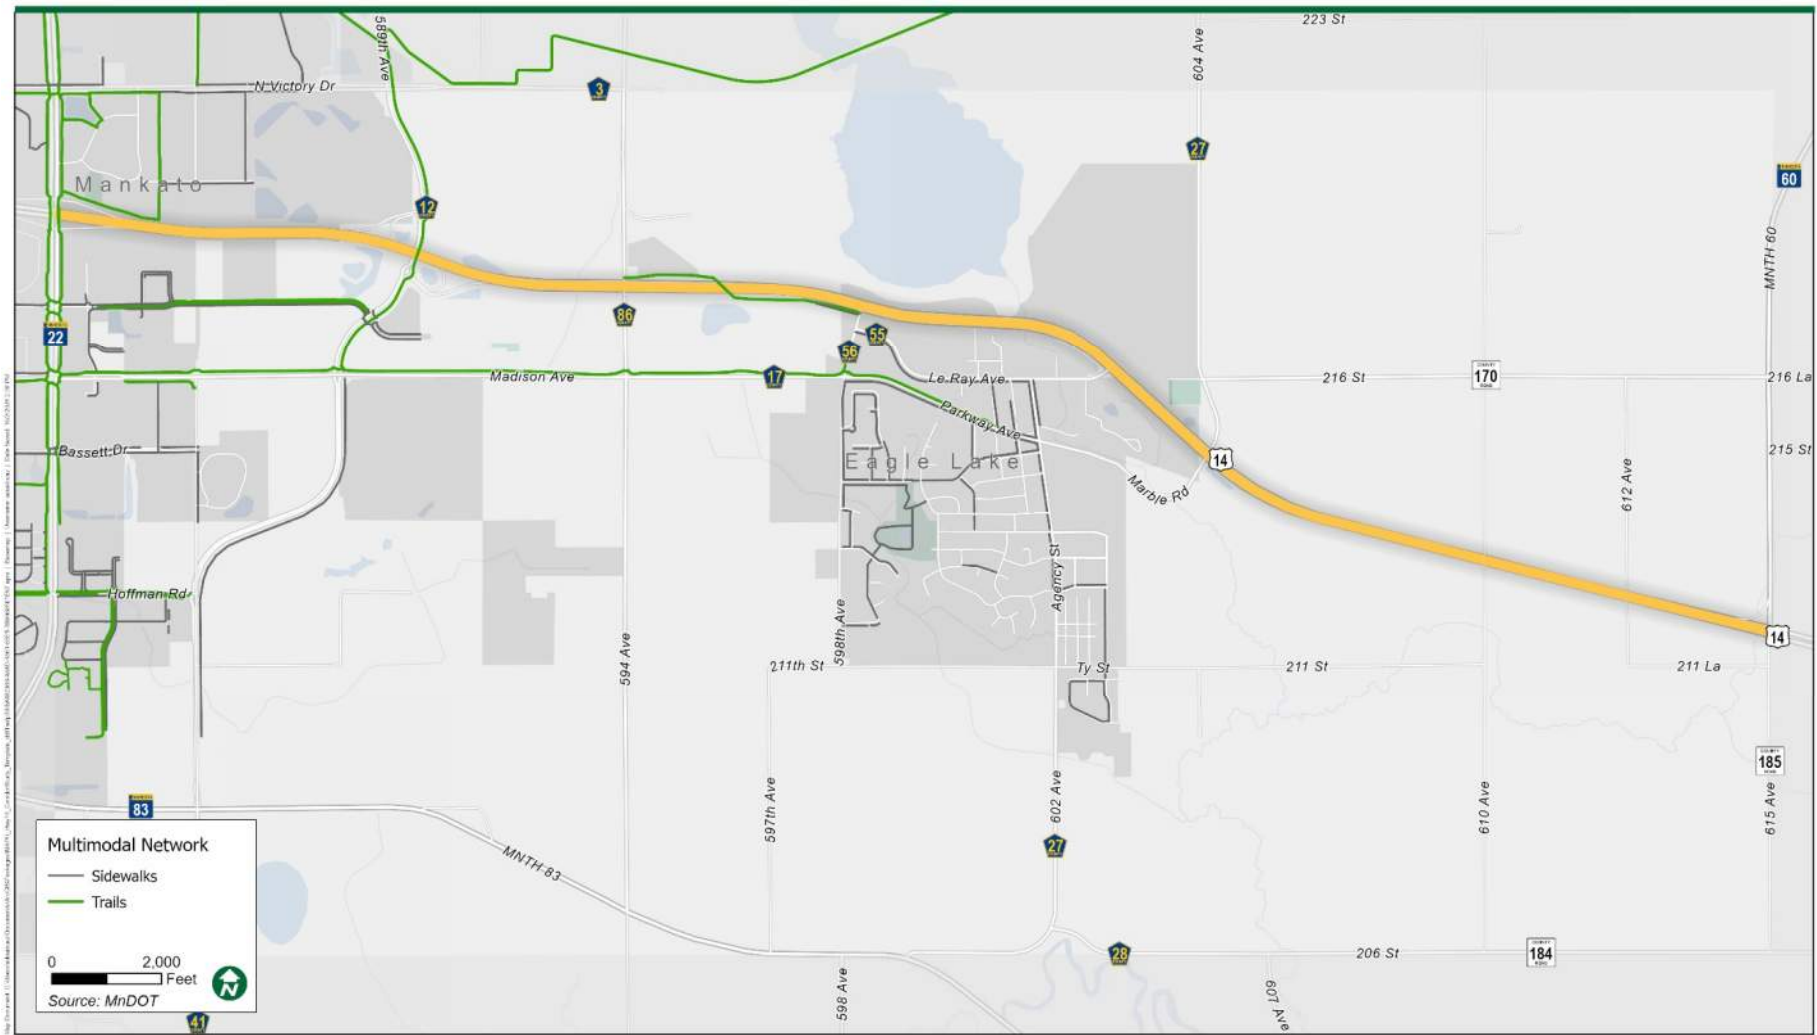 223 St
589th Ave
604 Ave
N Victory Dr
3
27
Mankato
60
12
MNTH 60
22
86
55
56
Madison Ave
17
Le Ray Ave
216 St
170
216 La
Parkway Ave
Bassett Dr
Eagle Lake
14
215 St
Marble Rd
612 Ave
Agency St
Hoffman Rd
598th Ave
594 Ave
14
211th St
Ty St
211 St
211 La
185
83
597th Ave
602 Ave
610 Ave
615 Ave
MNTH 83
27
Multimodal Network
Sidewalks
Trails
0 2,000
Feet
N
Source: MnDOT
28
206 St
184
598 Ave
607 Ave
41